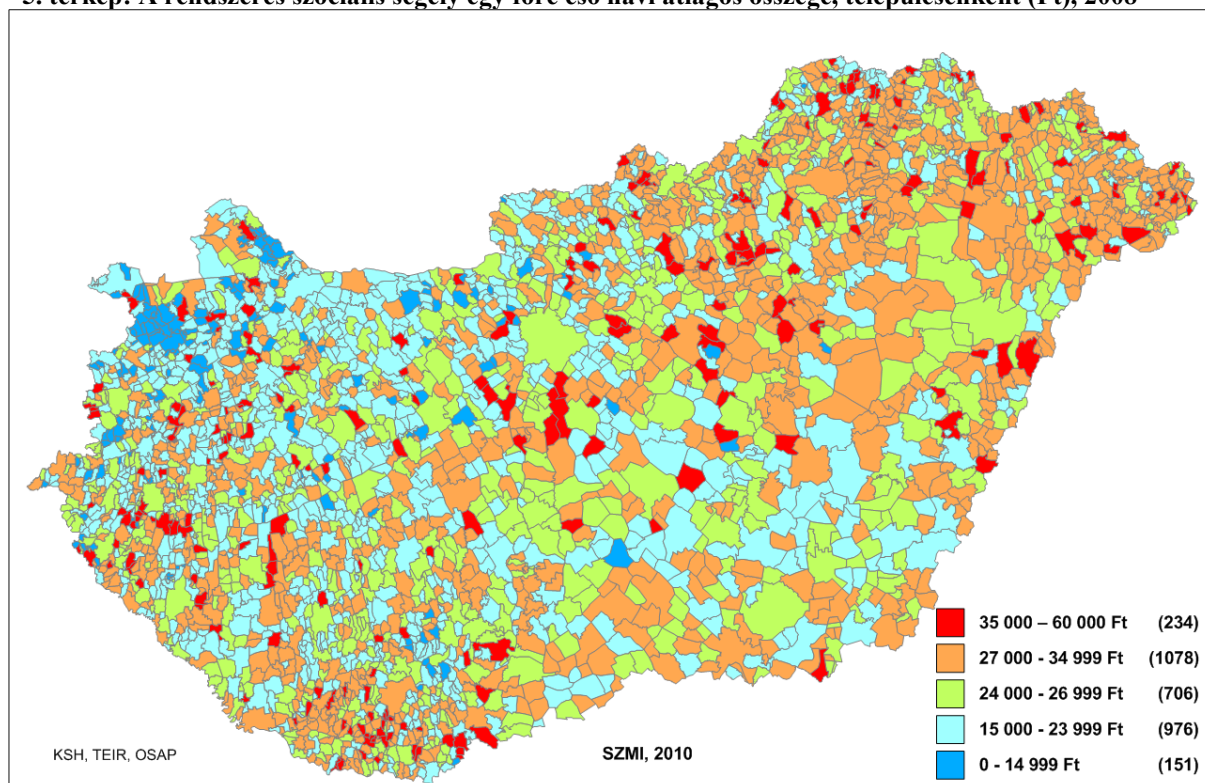 3. térkép: A rendszeres szociális segély egy főre eső havi átlagos összege, településenként (Ft), 2008
35 000 – 60 000 Ft (234)
27 000 - 34 999 Ft (1078)
24 000 - 26 999 Ft (706)
15 000 - 23 999 Ft (976)
0 - 14 999 Ft (151)
KSH, TEIR, OSAP
SZMI, 2010